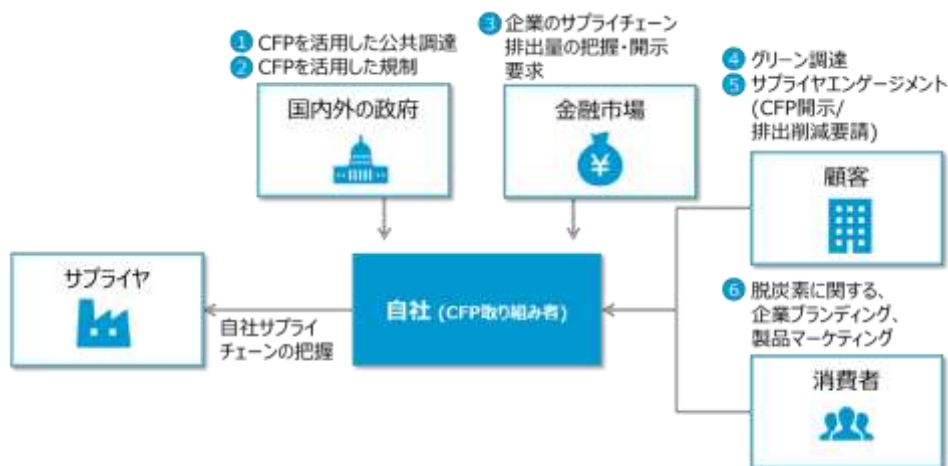 1 CFPを活用した公共調達
2 CFPを活用した規制
国内外の政府
3 企業のサプライチェーン
排出量の把握・開示
要求
金融市場
¥
4 グリーン調達
5 サプライヤエンゲージメント
(CFP開示/
排出削減要請)
顧客
サプライヤ
自社サプライ
チェーンの把握
自社 (CFP取り組み者)
6 脱炭素に関する、
企業ブランディング、
製品マーケティング
消費者